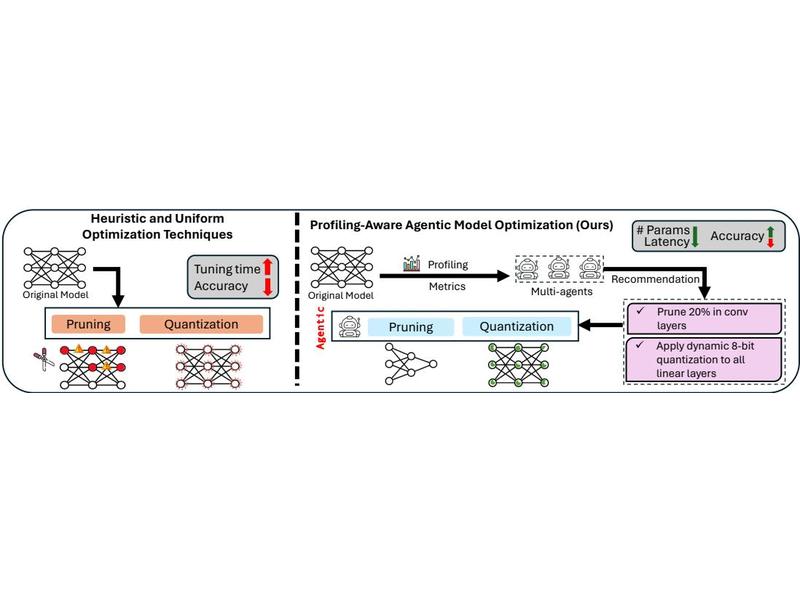 Heuristic and Uniform
Optimization Techniques
Original Model
Tuning time
Accuracy
Pruning
Quantization
Profiling-Aware Agentic Model Optimization (Ours)
# Params
Latency
Accuracy
Original Model
Profiling
Metrics
Multi-agents
Recommendation
Prune 20% in conv
layers
Apply dynamic 8-bit
quantization to all
linear layers
Agentic
Pruning
Quantization